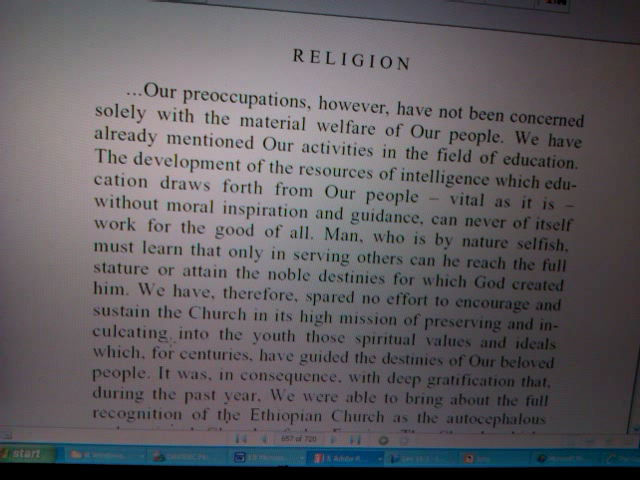 RELIGION
...Our preoccupations, however, have not been concerned
solely with the material welfare of Our people. We have
already mentioned Our activities in the field of education.
The development of the resources of intelligence which edu-
cation draws forth from Our people – vital as it is –
without moral inspiration and guidance, can never of itself
work for the good of all. Man, who is by nature selfish,
must learn that only in serving others can he reach the full
stature or attain the noble destinies for which God created
him. We have, therefore, spared no effort to encourage and
sustain the Church in its high mission of preserving and in-
culcating into the youth those spiritual values and ideals
which, for centuries, have guided the destinies of Our beloved
people. It was, in consequence, with deep gratification that,
during the past year, We were able to bring about the full
recognition of the Ethiopian Church as the autocephalous
657 of 720
start